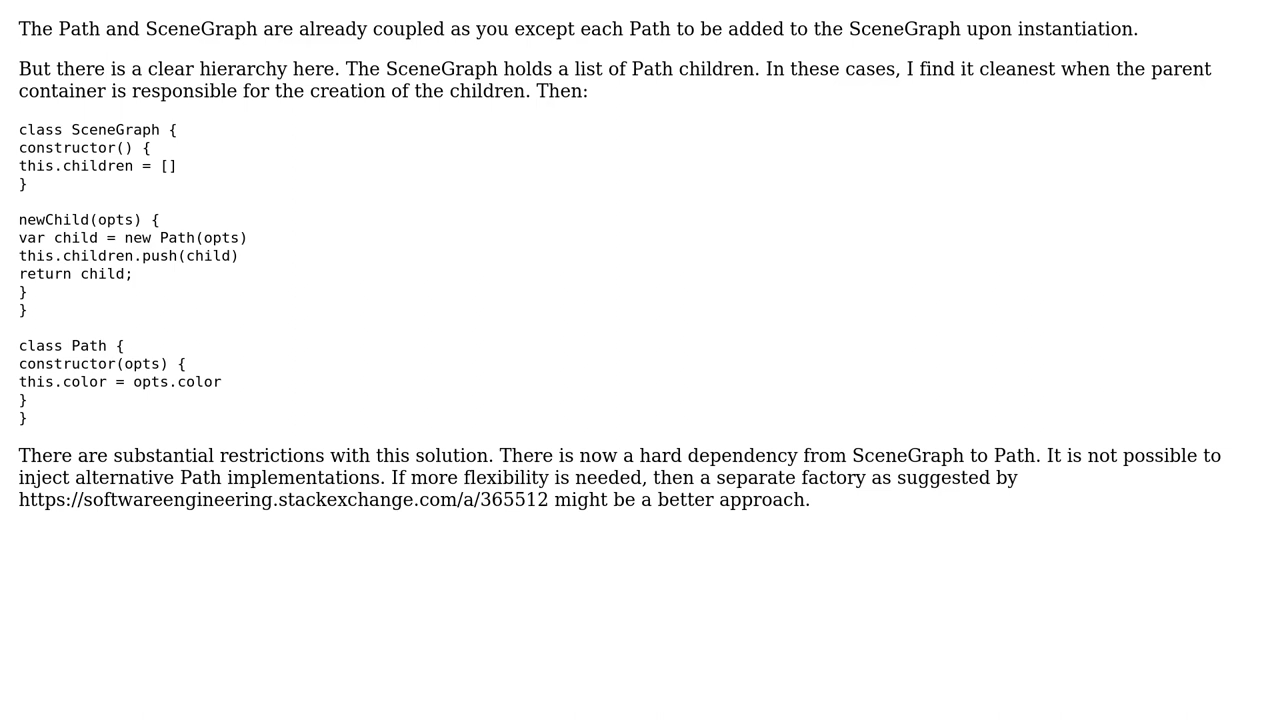 The Path and SceneGraph are already coupled as you except each Path to be added to the SceneGraph upon instantiation.
But there is a clear hierarchy here. The SceneGraph holds a list of Path children. In these cases, I find it cleanest when the parent
container is responsible for the creation of the children. Then:
class SceneGraph {
constructor() {
this.children = []
}
newChild(opts) {
var child = new Path(opts)
this.children.push(child)
return child;
}
}
class Path {
constructor(opts) {
this.color = opts.color
}
}
There are substantial restrictions with this solution. There is now a hard dependency from SceneGraph to Path. It is not possible to
inject alternative Path implementations. If more flexibility is needed, then a separate factory as suggested by
https://softwareengineering.stackexchange.com/a/365512 might be a better approach.